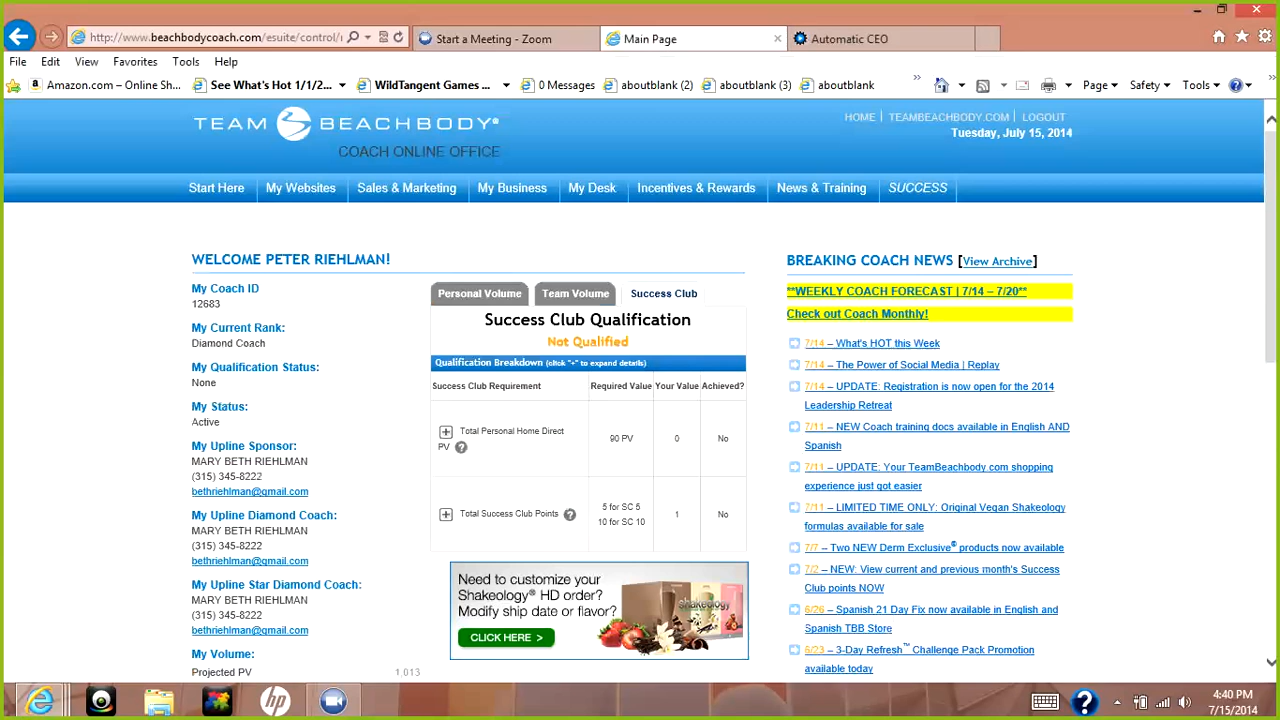 http://www.beachbodycoach.com/esuite/control/
Start a Meeting - Zoom
Main Page
Automatic CEO
File Edit View Favorites Tools Help
Amazon.com – Online Sh...
See What's Hot 1/1/2...
WildTangent Games ...
0 Messages
aboutblank (2)
aboutblank (3)
aboutblank
Page
Safety
Tools
TEAM BEACHBODY®
COACH ONLINE OFFICE
HOME | TEAMBEACHBODY.COM | LOGOUT
Tuesday, July 15, 2014
Start Here
My Websites
Sales & Marketing
My Business
My Desk
Incentives & Rewards
News & Training
SUCCESS
WELCOME PETER RIEHLMAN!
My Coach ID
12683
My Current Rank:
Diamond Coach
My Qualification Status:
None
My Status:
Active
My Upline Sponsor:
MARY BETH RIEHLMAN
(315) 345-8222
bethriehlman@gmail.com
My Upline Diamond Coach:
MARY BETH RIEHLMAN
(315) 345-8222
bethriehlman@gmail.com
My Upline Star Diamond Coach:
MARY BETH RIEHLMAN
(315) 345-8222
bethriehlman@gmail.com
My Volume:
Projected PV 1,013
Personal Volume
Team Volume
Success Club
Success Club Qualification
Not Qualified
Qualification Breakdown (click "+" to expand details)
Success Club Requirement Required Value Your Value Achieved?
Total Personal Home Direct
PV ? 90 PV 0 No
Total Success Club Points ? 5 for SC 5
10 for SC 10 1 No
Need to customize your
Shakeology® HD order?
Modify ship date or flavor?
CLICK HERE >
shakeology
BREAKING COACH NEWS [View Archive]
**WEEKLY COACH FORECAST | 7/14 – 7/20**
Check out Coach Monthly!
7/14 – What's HOT this Week
7/14 – The Power of Social Media | Replay
7/14 – UPDATE: Registration is now open for the 2014
Leadership Retreat
7/11 – NEW Coach training docs available in English AND
Spanish
7/11 – UPDATE: Your TeamBeachbody.com shopping
experience just got easier
7/11 – LIMITED TIME ONLY: Original Vegan Shakeology
formulas available for sale
7/7 – Two NEW Derm Exclusive® products now available
7/2 – NEW: View current and previous month's Success
Club points NOW
6/26 – Spanish 21 Day Fix now available in English and
Spanish TBB Store
6/23 – 3-Day Refresh™ Challenge Pack Promotion
available today
hp
4:40 PM
7/15/2014